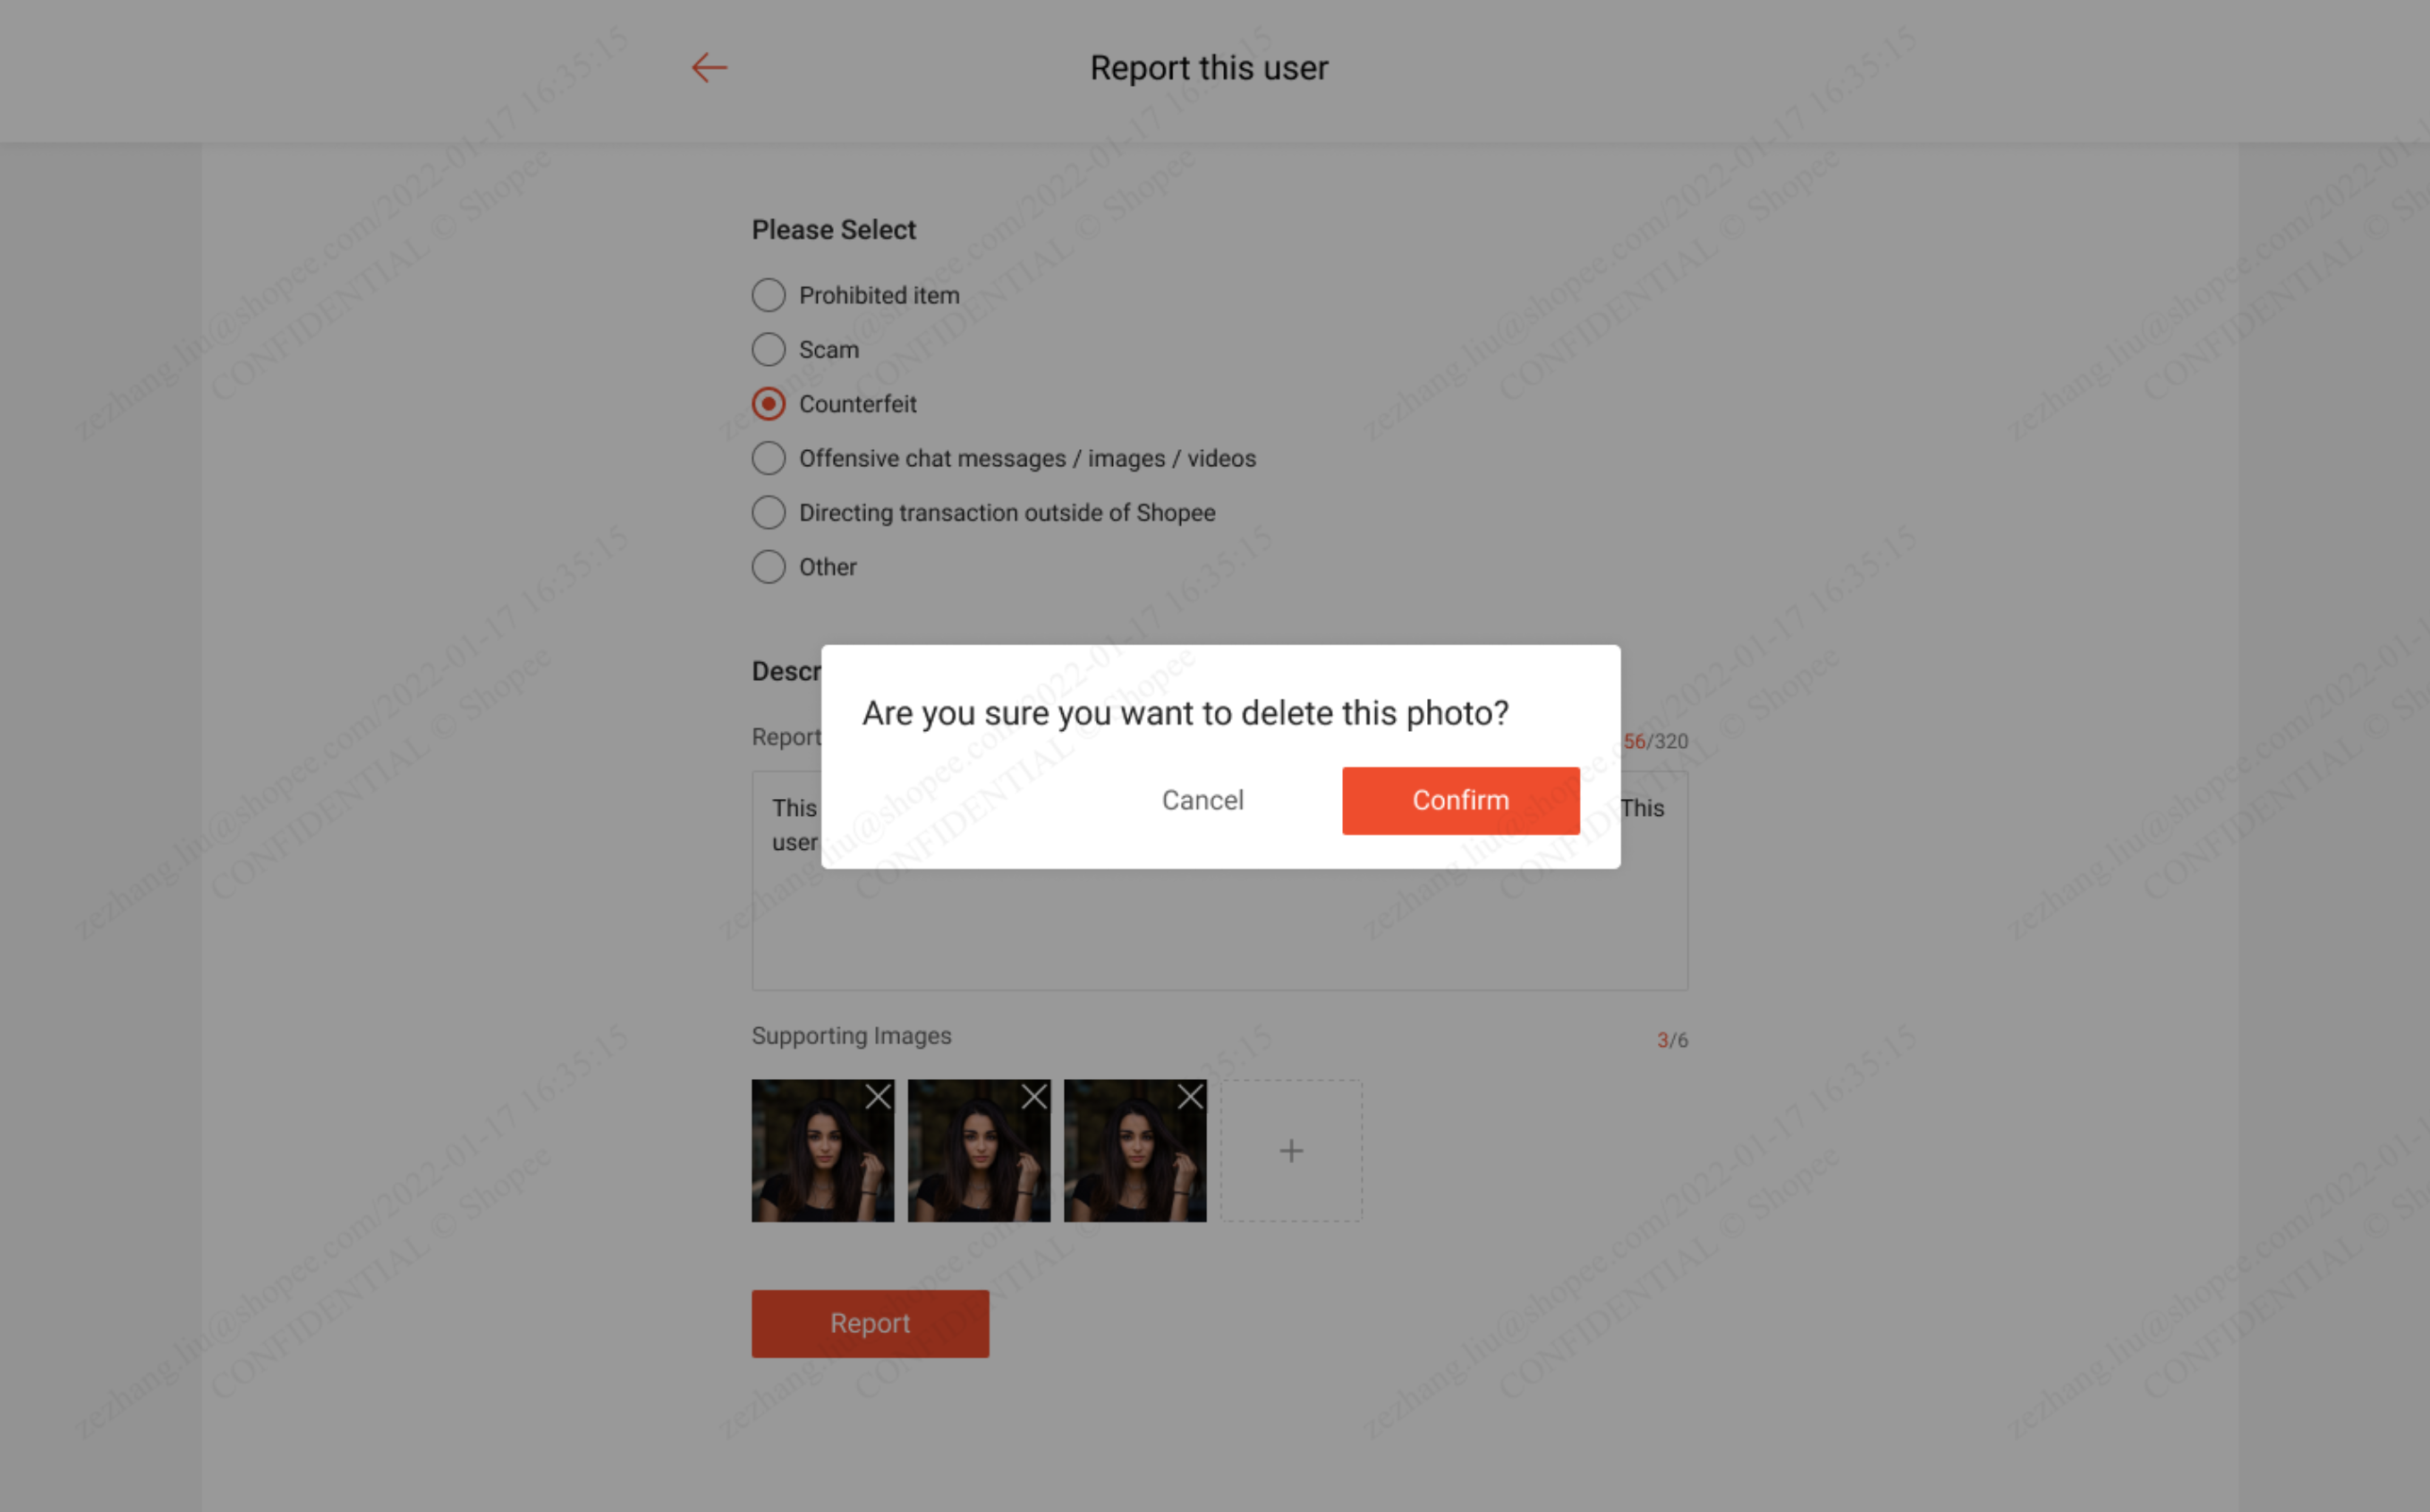 Report this user
Please Select
Prohibited item
Scam
Counterfeit
Offensive chat messages / images / videos
Directing transaction outside of Shopee
Other
Descr
Are you sure you want to delete this photo?
Report
56/320
Cancel
Confirm
This
This
user
Supporting Images
3/6
+
Report
zezhang.liu@shopee.com/2022-01-17 16:35:15
CONFIDENTIAL © Shopee